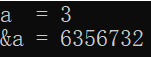 a  = 3
&a = 6356732